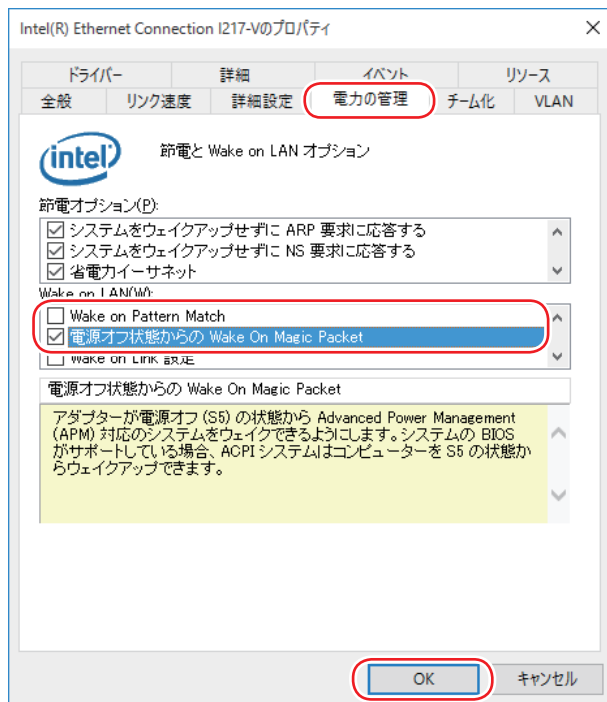 Intel(R) Ethernet Connection I217-Vのプロパティ
ドライバー 詳細 イベント リソース
全般 リンク速度 詳細設定 電力の管理 チーム化 VLAN
intel 節電と Wake on LAN オプション
節電オプション(P):
システムをウェイクアップせずに ARP 要求に応答する
システムをウェイクアップせずに NS 要求に応答する
省電力イーサネット
Wake on LAN(W):
Wake on Pattern Match
電源オフ状態からの Wake On Magic Packet
Wake on Link 設定
電源オフ状態からの Wake On Magic Packet
アダプターが電源オフ (S5) の状態から Advanced Power Management
(APM) 対応のシステムをウェイクできるようにします。システムの BIOS
がサポートしている場合、ACPI システムはコンピューターを S5 の状態か
らウェイクアップできます。
OK キャンセル